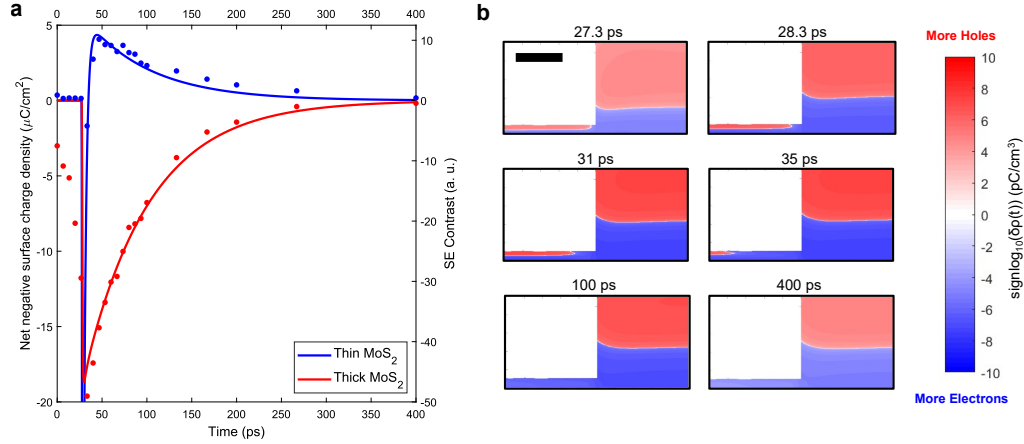 a
0 50 100 150 200 250 300 350 400
5
0
-5
-10
-15
-20
Net negative surface charge density (μC/cm²)
10
0
-10
-20
-30
-40
-50
SE Contrast (a. u.)
Thin MoS₂
Thick MoS₂
0 50 100 150 200 250 300 350 400
Time (ps)
b
27.3 ps
28.3 ps
31 ps
35 ps
100 ps
400 ps
More Holes
10
8
6
4
2
0
-2
-4
-6
-8
-10
signlog₁₀(δρ(t)) (pC/cm³)
More Electrons